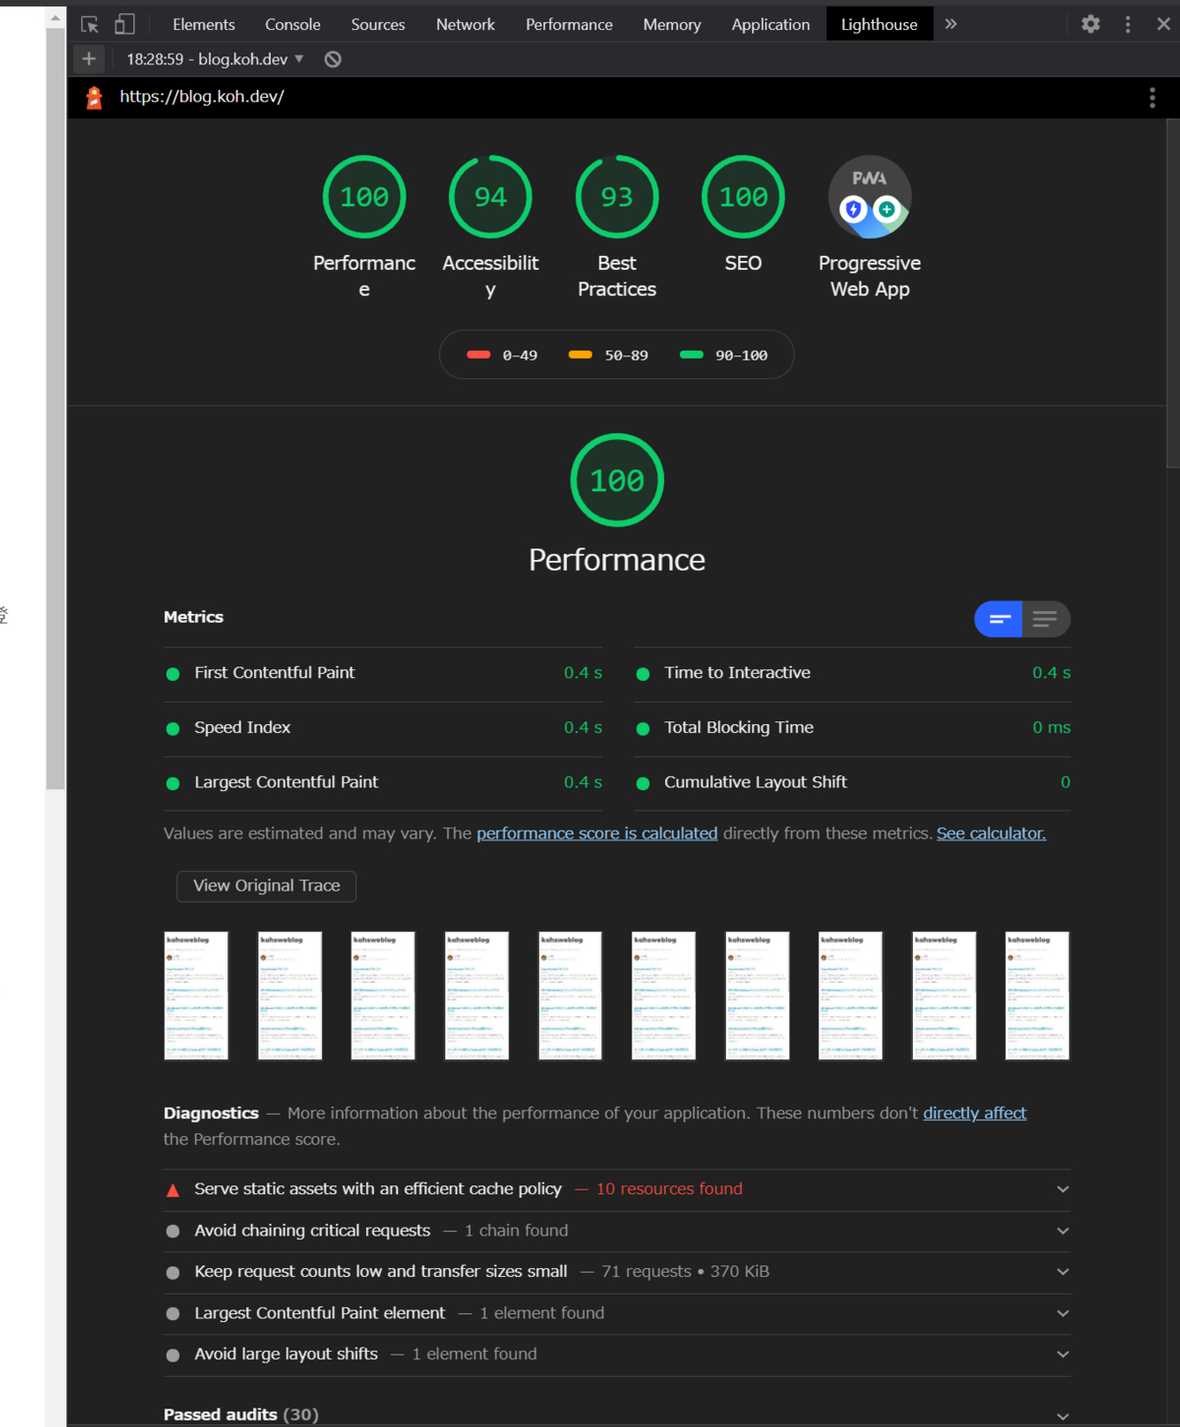 Elements Console Sources Network Performance Memory Application Lighthouse »
18:28:59 - blog.koh.dev
https://blog.koh.dev/
100 94 93 100 PWA
Performanc
e
Accessibilit
y
Best
Practices
SEO
Progressive
Web App
0–49 50–89 90–100
100
Performance
Metrics
First Contentful Paint 0.4 s
Time to Interactive 0.4 s
Speed Index 0.4 s
Total Blocking Time 0 ms
Largest Contentful Paint 0.4 s
Cumulative Layout Shift 0
Values are estimated and may vary. The performance score is calculated directly from these metrics. See calculator.
View Original Trace
kohsweblog kohsweblog kohsweblog kohsweblog kohsweblog kohsweblog kohsweblog kohsweblog kohsweblog kohsweblog
Diagnostics — More information about the performance of your application. These numbers don't directly affect
the Performance score.
Serve static assets with an efficient cache policy — 10 resources found
Avoid chaining critical requests — 1 chain found
Keep request counts low and transfer sizes small — 71 requests • 370 KiB
Largest Contentful Paint element — 1 element found
Avoid large layout shifts — 1 element found
Passed audits (30)